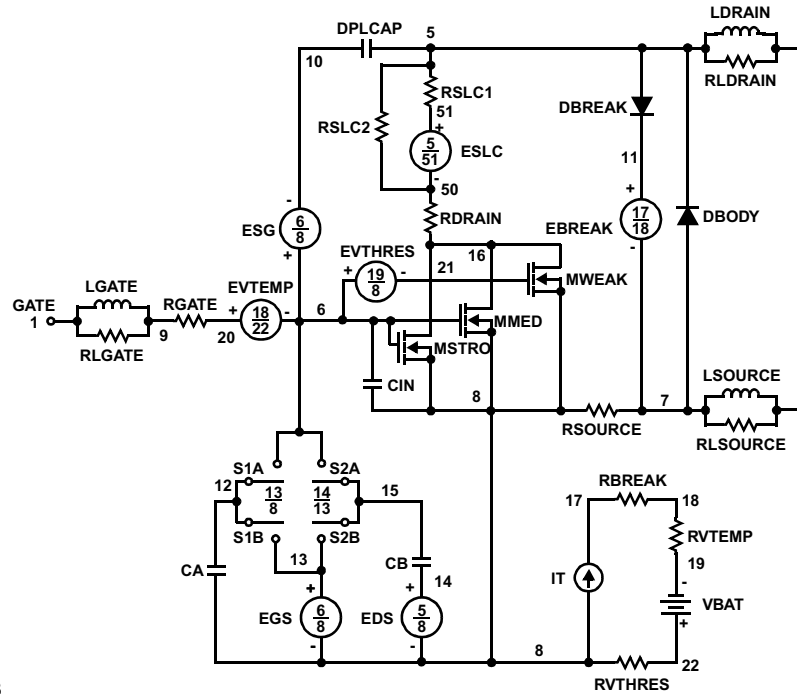 LDRAIN
DPLCAP 5
10
RLDRAIN
RSLC1
51
DBREAK
RSLC2
+
5
51
ESLC
11
-
50
+
-
17
18
RDRAIN
DBODY
EBREAK
6
8
ESG
EVTHRES
16
-
+
+ 19 - 21
8
MWEAK
LGATE
EVTEMP
GATE
1
RGATE
+ 18 - 6
22
MMED
9
20
MSTRO
RLGATE
LSOURCE
CIN
8
7
RSOURCE
RLSOURCE
S1A
S2A
12
13
8
14
13
15
RBREAK
17
18
S1B
S2B
RVTEMP
13
CB
19
CA
IT
-
+
+ 14
VBAT
EGS
6
8
EDS
5
8
+
-
-
8
22
RVTHRES